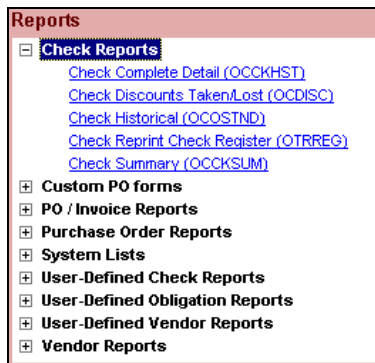 Reports
Check Reports
Check Complete Detail (OCCKHST)
Check Discounts Taken/Lost (OCDISC)
Check Historical (OCOSTND)
Check Reprint Check Register (OTRREG)
Check Summary (OCCKSUM)
Custom PO forms
PO / Invoice Reports
Purchase Order Reports
System Lists
User-Defined Check Reports
User-Defined Obligation Reports
User-Defined Vendor Reports
Vendor Reports